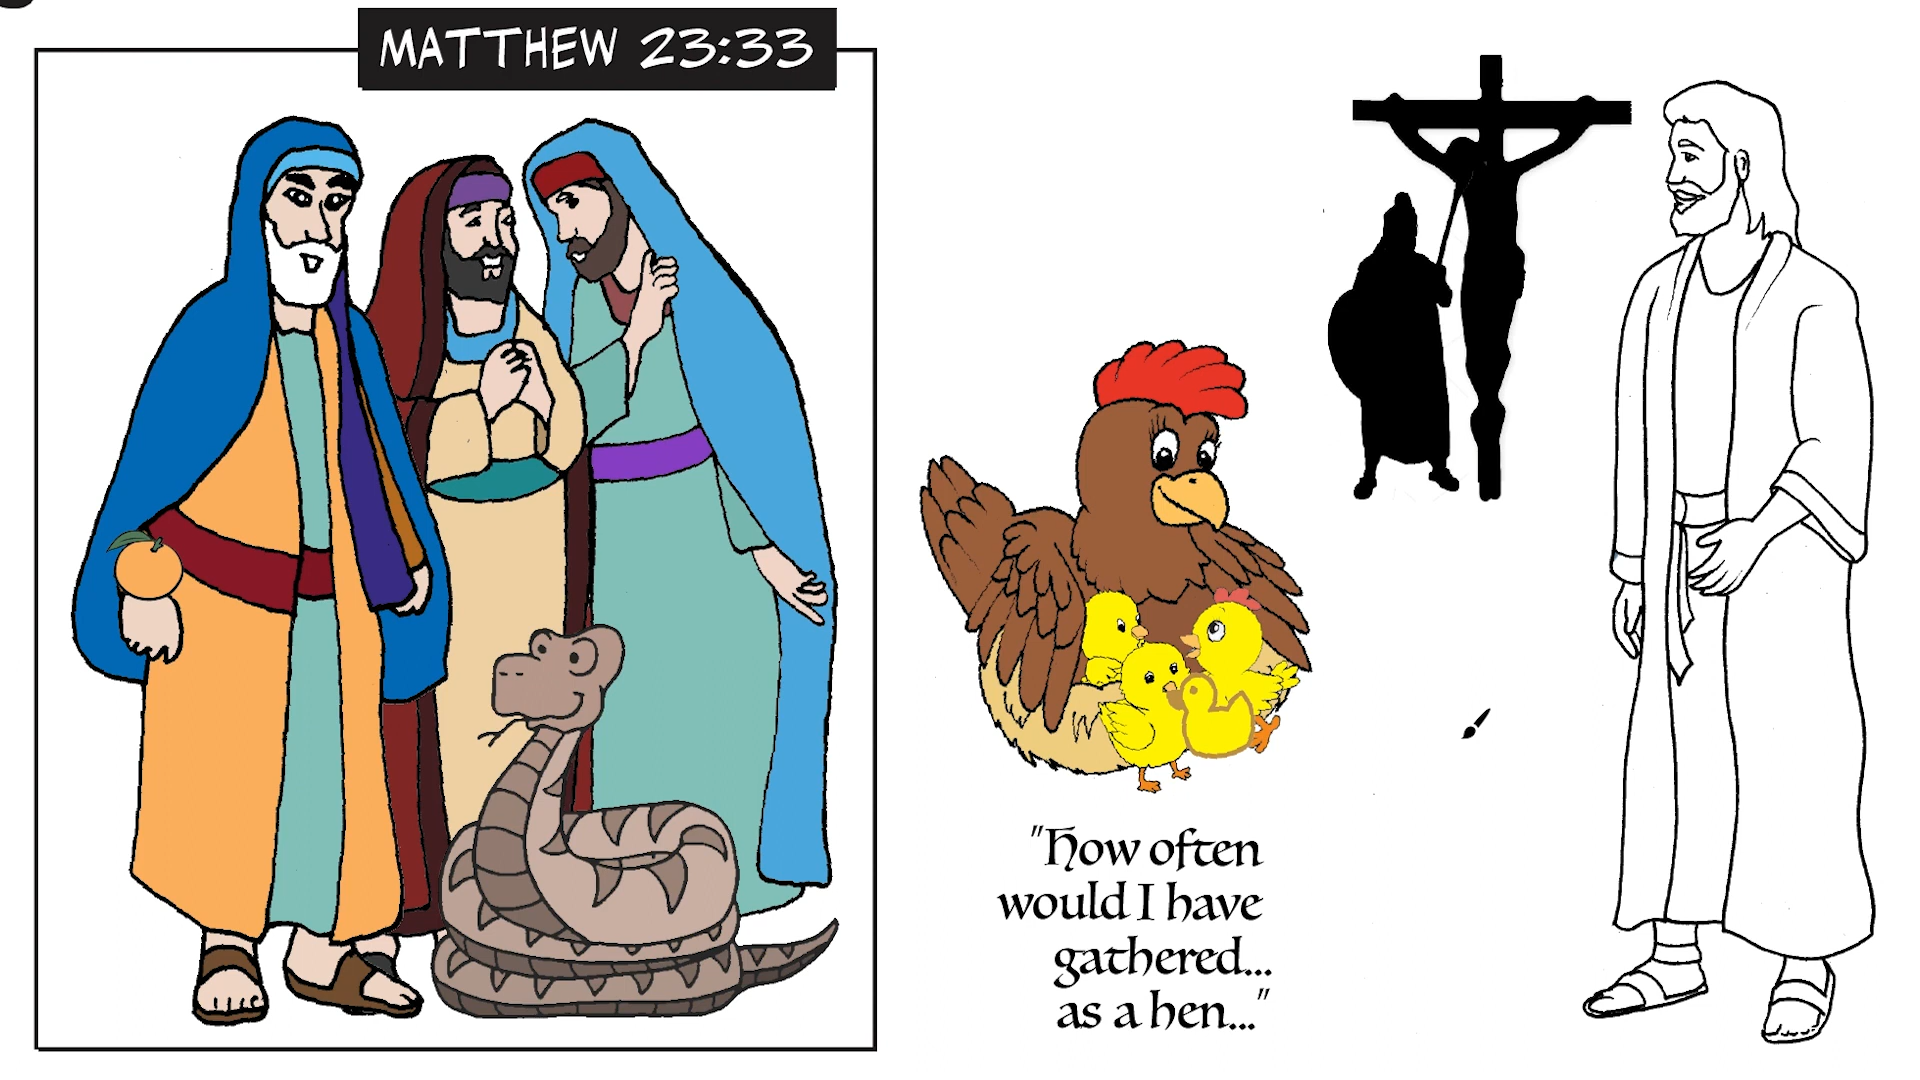 MATTHEW 23:33
"How often
would I have
gathered...
as a hen..."